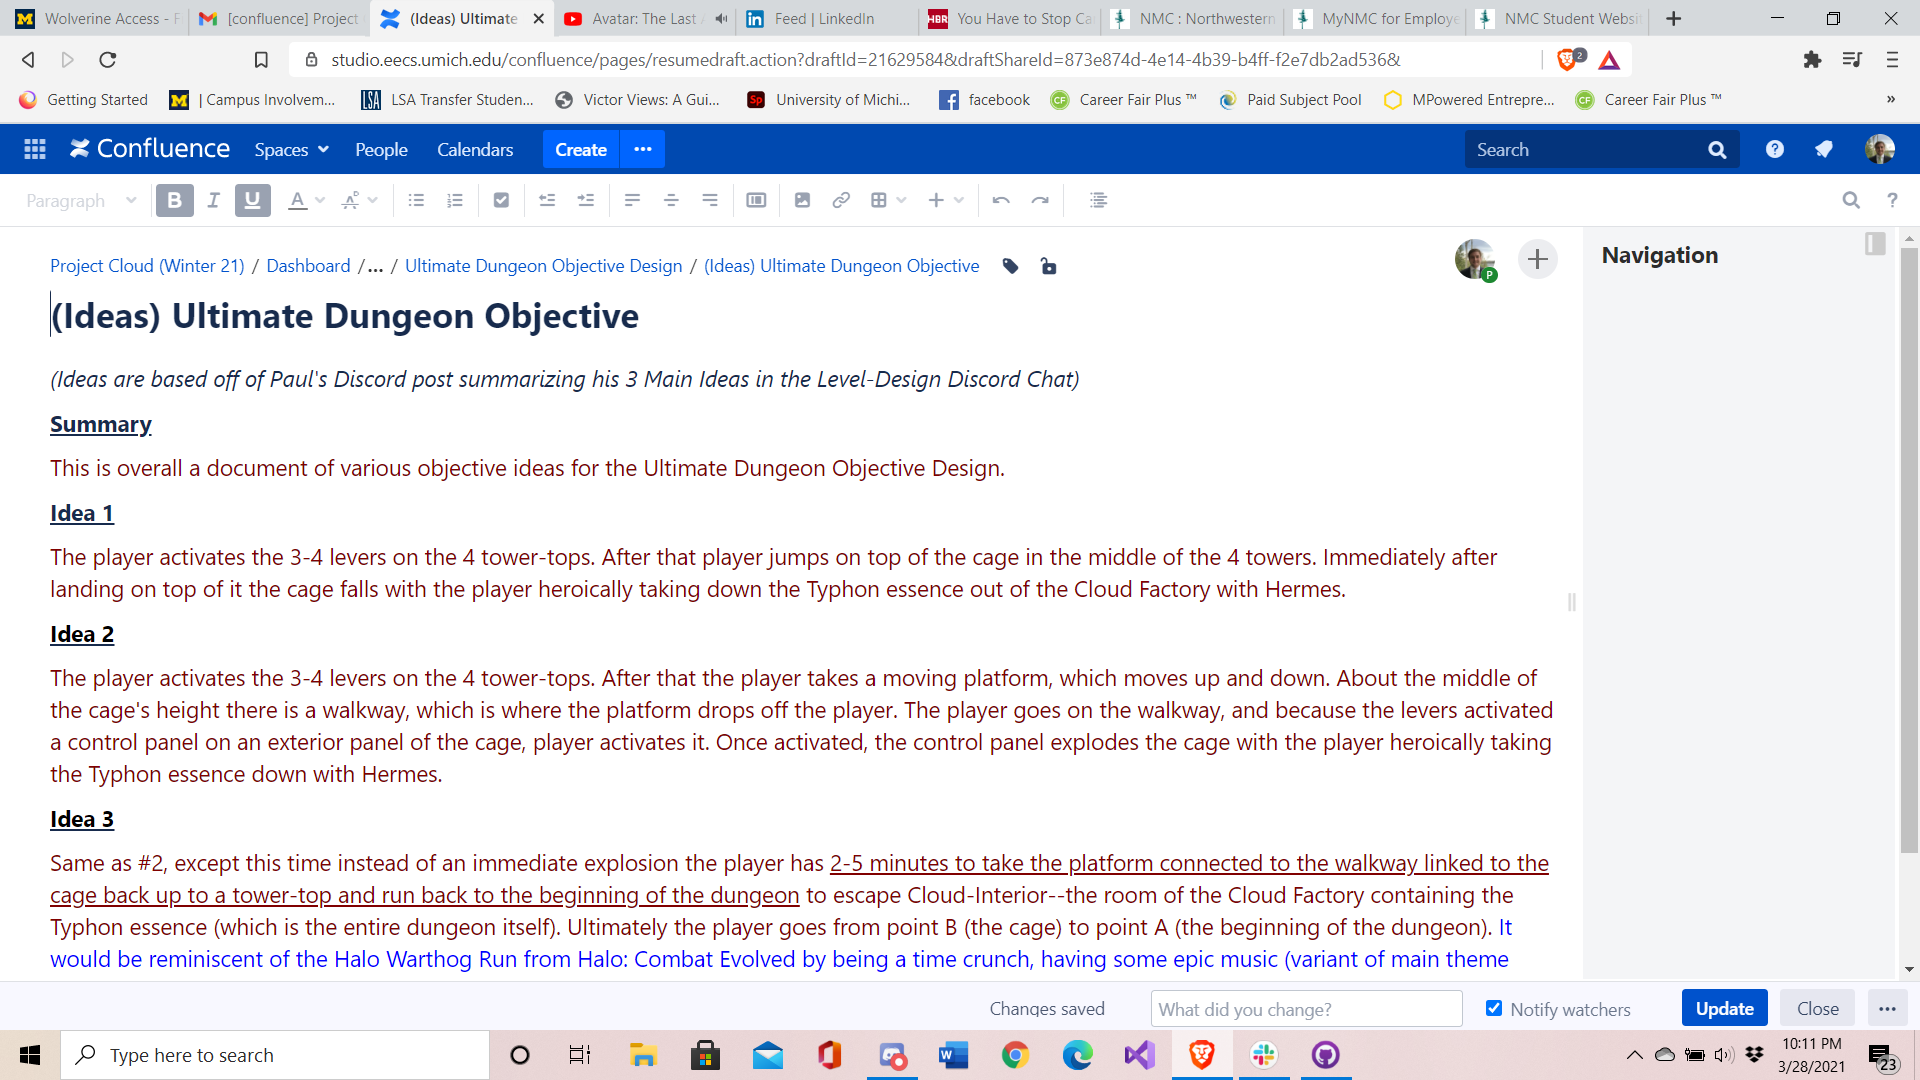 Wolverine Access - F
[confluence] Project
(Ideas) Ultimate
Avatar: The Last A
Feed | LinkedIn
HBR You Have to Stop Ca
NMC : Northwestern
MyNMC for Employe
NMC Student Websi
studio.eecs.umich.edu/confluence/pages/resumedraft.action?draftId=21629584&draftShareId=873e874d-4e14-4b39-b4ff-f2e7db2ad536&
2
Getting Started
| Campus Involvem...
LSA LSA Transfer Studen...
Victor Views: A Gui...
Sp University of Michi...
facebook
CF Career Fair Plus ™
Paid Subject Pool
MPowered Entrepre...
CF Career Fair Plus ™
»
Confluence
Spaces
People
Calendars
Create
Search
Paragraph
B I U A
?
Project Cloud (Winter 21) / Dashboard /... / Ultimate Dungeon Objective Design / (Ideas) Ultimate Dungeon Objective
P
Navigation
(Ideas) Ultimate Dungeon Objective
(Ideas are based off of Paul's Discord post summarizing his 3 Main Ideas in the Level-Design Discord Chat)
Summary
This is overall a document of various objective ideas for the Ultimate Dungeon Objective Design.
Idea 1
The player activates the 3-4 levers on the 4 tower-tops. After that player jumps on top of the cage in the middle of the 4 towers. Immediately after
landing on top of it the cage falls with the player heroically taking down the Typhon essence out of the Cloud Factory with Hermes.
Idea 2
The player activates the 3-4 levers on the 4 tower-tops. After that the player takes a moving platform, which moves up and down. About the middle of
the cage's height there is a walkway, which is where the platform drops off the player. The player goes on the walkway, and because the levers activated
a control panel on an exterior panel of the cage, player activates it. Once activated, the control panel explodes the cage with the player heroically taking
the Typhon essence down with Hermes.
Idea 3
Same as #2, except this time instead of an immediate explosion the player has 2-5 minutes to take the platform connected to the walkway linked to the
cage back up to a tower-top and run back to the beginning of the dungeon to escape Cloud-Interior--the room of the Cloud Factory containing the
Typhon essence (which is the entire dungeon itself). Ultimately the player goes from point B (the cage) to point A (the beginning of the dungeon). It
would be reminiscent of the Halo Warthog Run from Halo: Combat Evolved by being a time crunch, having some epic music (variant of main theme
Changes saved
What did you change?
Notify watchers
Update
Close
Type here to search
10:11 PM
3/28/2021
23